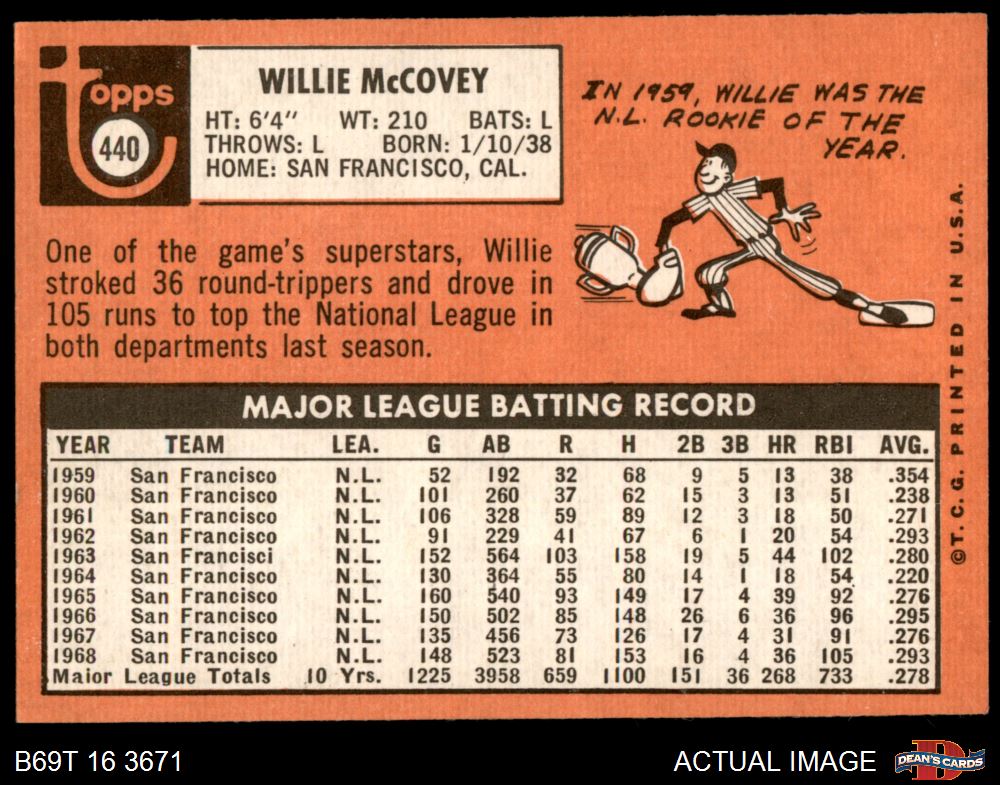 topps
440
WILLIE McCOVEY
HT: 6'4" WT: 210 BATS: L
THROWS: L BORN: 1/10/38
HOME: SAN FRANCISCO, CAL.
IN 1959, WILLIE WAS THE
N.L. ROOKIE OF THE
YEAR.
One of the game's superstars, Willie
stroked 36 round-trippers and drove in
105 runs to top the National League in
both departments last season.
MAJOR LEAGUE BATTING RECORD
YEAR TEAM LEA. G AB R H 2B 3B HR RBI AVG.
1959 San Francisco N.L. 52 192 32 68 9 5 13 38 .354
1960 San Francisco N.L. 101 260 37 62 15 3 13 51 .238
1961 San Francisco N.L. 106 328 59 89 12 3 18 50 .271
1962 San Francisco N.L. 91 229 41 67 6 1 20 54 .293
1963 San Francisci N.L. 152 564 103 158 19 5 44 102 .280
1964 San Francisco N.L. 130 364 55 80 14 1 18 54 .220
1965 San Francisco N.L. 160 540 93 149 17 4 39 92 .276
1966 San Francisco N.L. 150 502 85 148 26 6 36 96 .295
1967 San Francisco N.L. 135 456 73 126 17 4 31 91 .276
1968 San Francisco N.L. 148 523 81 153 16 4 36 105 .293
Major League Totals 10 Yrs. 1225 3958 659 1100 151 36 268 733 .278
©T. C. G. PRINTED IN U.S.A.
B69T 16 3671
ACTUAL IMAGE
D
DEAN'S CARDS